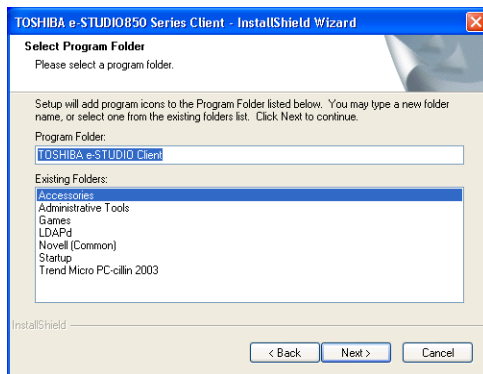 TOSHIBA e-STUDIO850 Series Client - InstallShield Wizard
Select Program Folder
Please select a program folder.
Setup will add program icons to the Program Folder listed below. You may type a new folder
name, or select one from the existing folders list. Click Next to continue.
Program Folder:
TOSHIBA e-STUDIO Client
Existing Folders:
Accessories
Administrative Tools
Games
LDAPd
Novell (Common)
Startup
Trend Micro PC-cillin 2003
InstallShield
< Back Next > Cancel